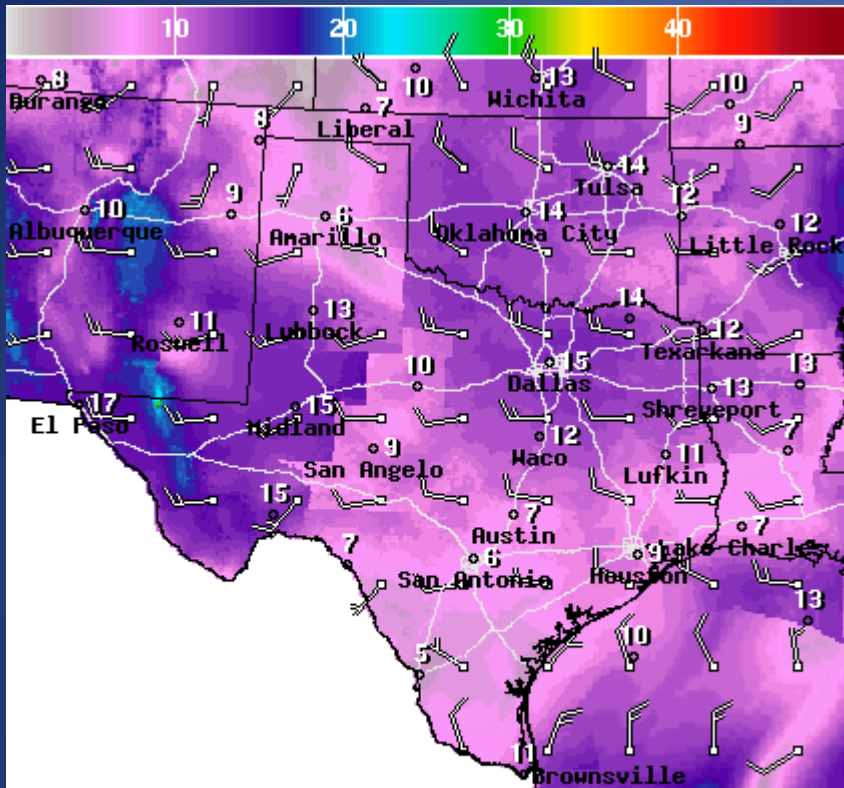 10 20 30 40
8 10 13 10
Durango Wichita
7
8 Liberal 9
14
Tulsa
10 9 6 14 12 12
Albuquerque Amarillo Oklahoma City Little Rock
11 13 14 12
Roswell Lubbock Texarkana
10 15 13 13
Dallas
17 15 Shreveport
El Paso Midland
9 12 11 7
San Angelo Waco Lufkin
15 7 7
Austin
7 6 9 Lake Charles
San Antonio Houston
13
5 10
11
Brownsville